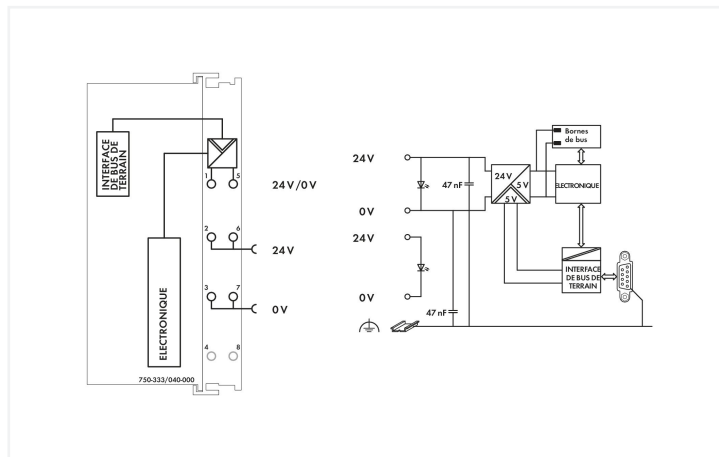 INTERFACE
DE BUS DE
TERRAIN
1
5
24 V/0 V
2
6
24 V
3
7
0 V
ELECTRONIQUE
4
8
750-333/040-000
24 V
47 nF
0 V
24 V
0 V
47 nF
24 V
5 V
5 V
Bornes
de bus
ELECTRONIQUE
INTERFACE
DE BUS DE
TERRAIN